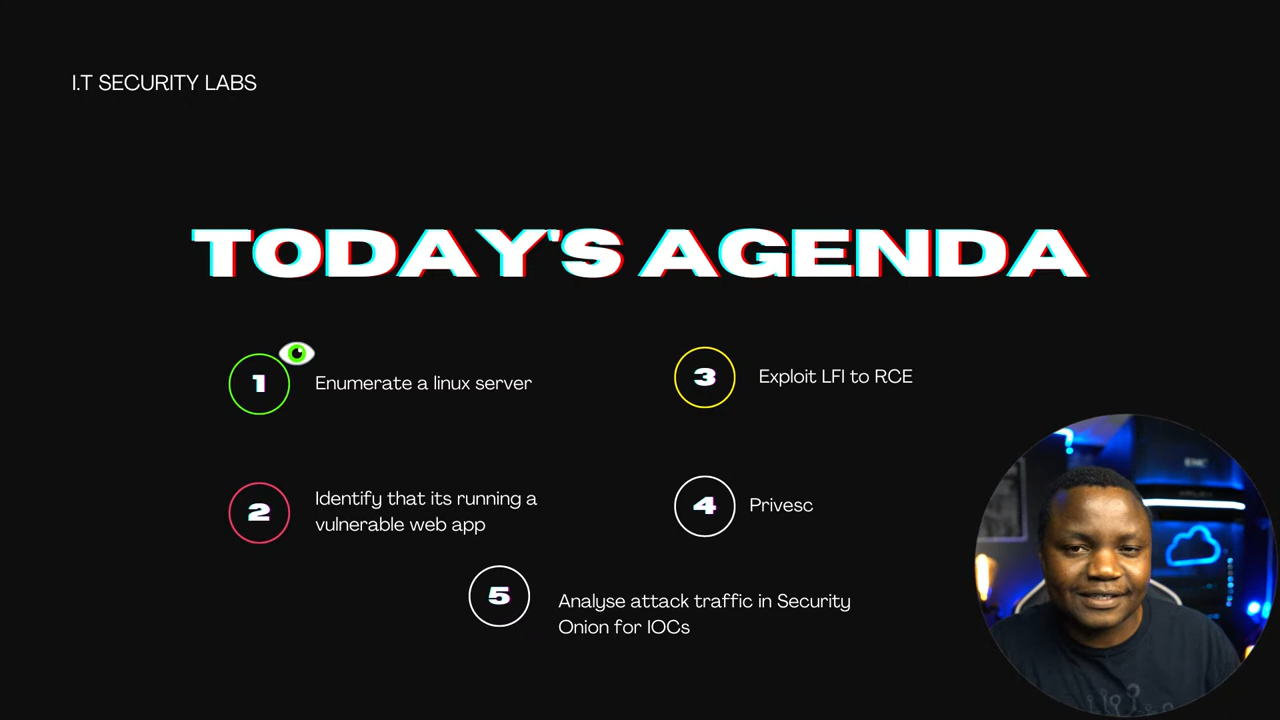 I.T SECURITY LABS
TODAY'S AGENDA
1
Enumerate a linux server
2
Identify that its running a
vulnerable web app
3
Exploit LFI to RCE
4
Privesc
5
Analyse attack traffic in Security
Onion for IOCs